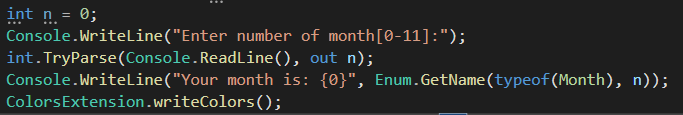 int n = 0;
Console.WriteLine("Enter number of month[0-11]:");
int.TryParse(Console.ReadLine(), out n);
Console.WriteLine("Your month is: {0}", Enum.GetName(typeof(Month), n));
ColorsExtension.writeColors();